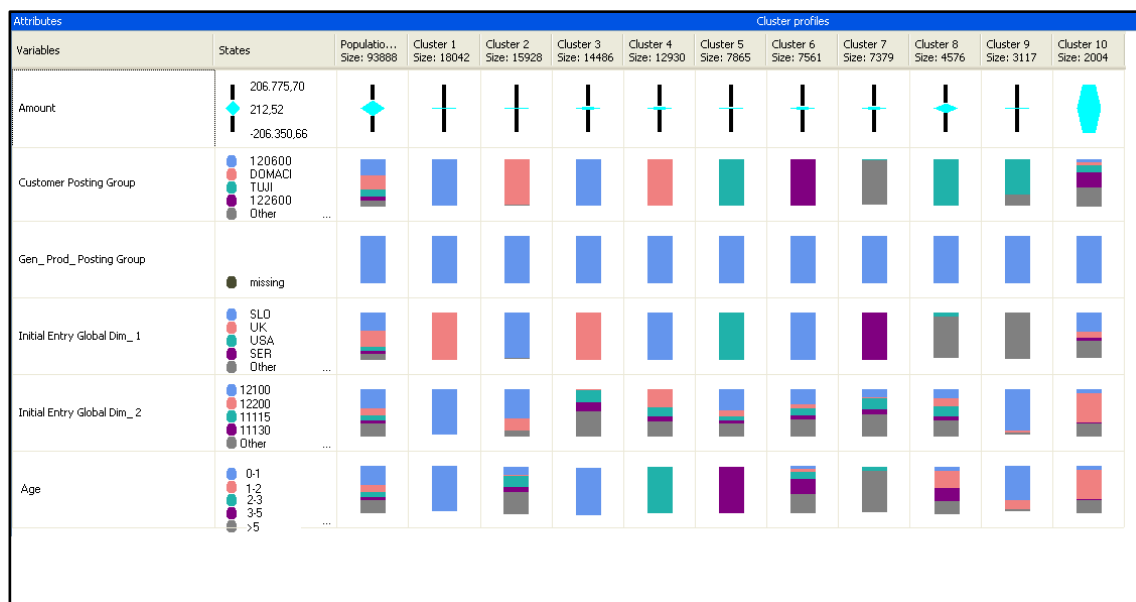 Attributes Cluster profiles
Variables States Populatio... Cluster 1 Cluster 2 Cluster 3 Cluster 4 Cluster 5 Cluster 6 Cluster 7 Cluster 8 Cluster 9 Cluster 10
Size: 93888 Size: 18042 Size: 15928 Size: 14486 Size: 12930 Size: 7865 Size: 7561 Size: 7379 Size: 4576 Size: 3117 Size: 2004
206.775,70
Amount 212,52
-206.350,66
120600
DOMACI
Customer Posting Group TUJI
122600
Other ...
Gen_ Prod_ Posting Group
missing
SLO
UK
Initial Entry Global Dim_ 1 USA
SER
Other ...
12100
12200
Initial Entry Global Dim_ 2 11115
11130
Other ...
0-1
1-2
Age 2-3
3-5
>5 ...